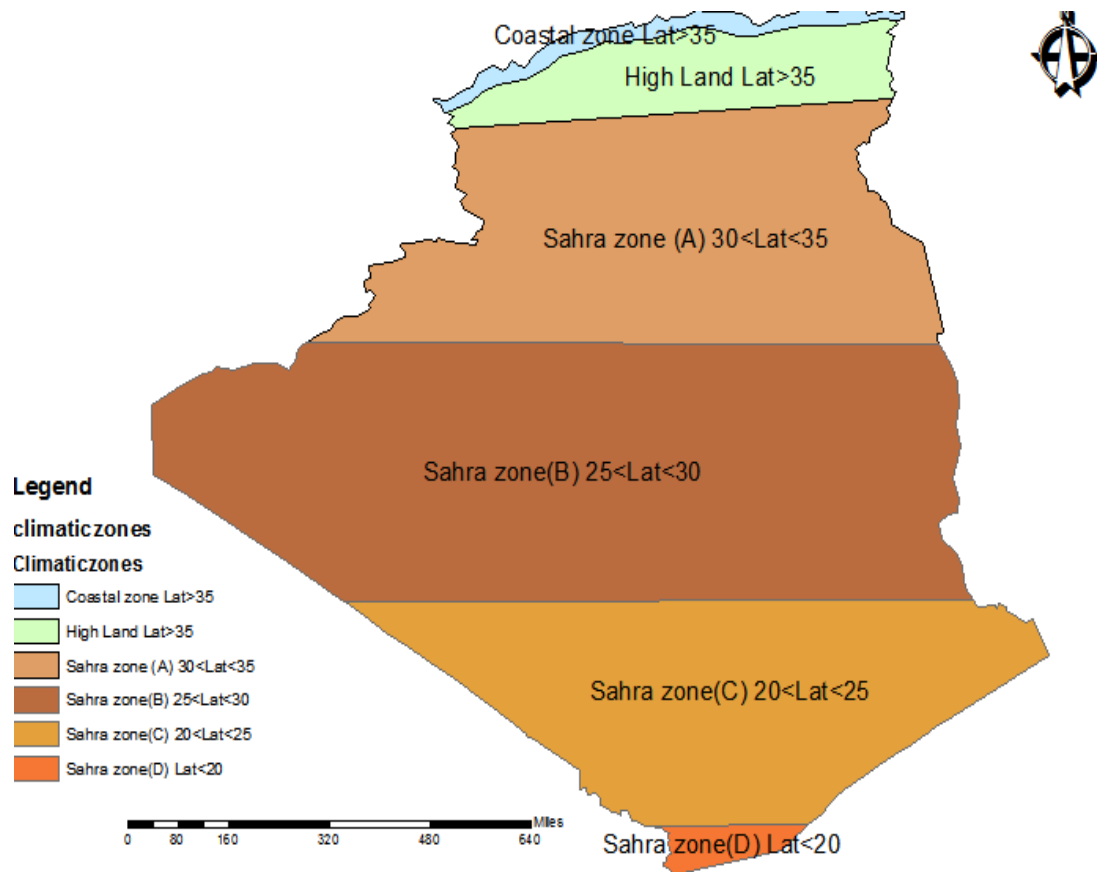 N
Coastal zone Lat>35
High Land Lat>35
Sahra zone (A) 30<Lat<35
Sahra zone(B) 25<Lat<30
Sahra zone(C) 20<Lat<25
Sahra zone(D) Lat<20
Legend
climaticzones
Climaticzones
Coastal zone Lat>35
High Land Lat>35
Sahra zone (A) 30<Lat<35
Sahra zone(B) 25<Lat<30
Sahra zone(C) 20<Lat<25
Sahra zone(D) Lat<20
Miles
0 80 160 320 480 640